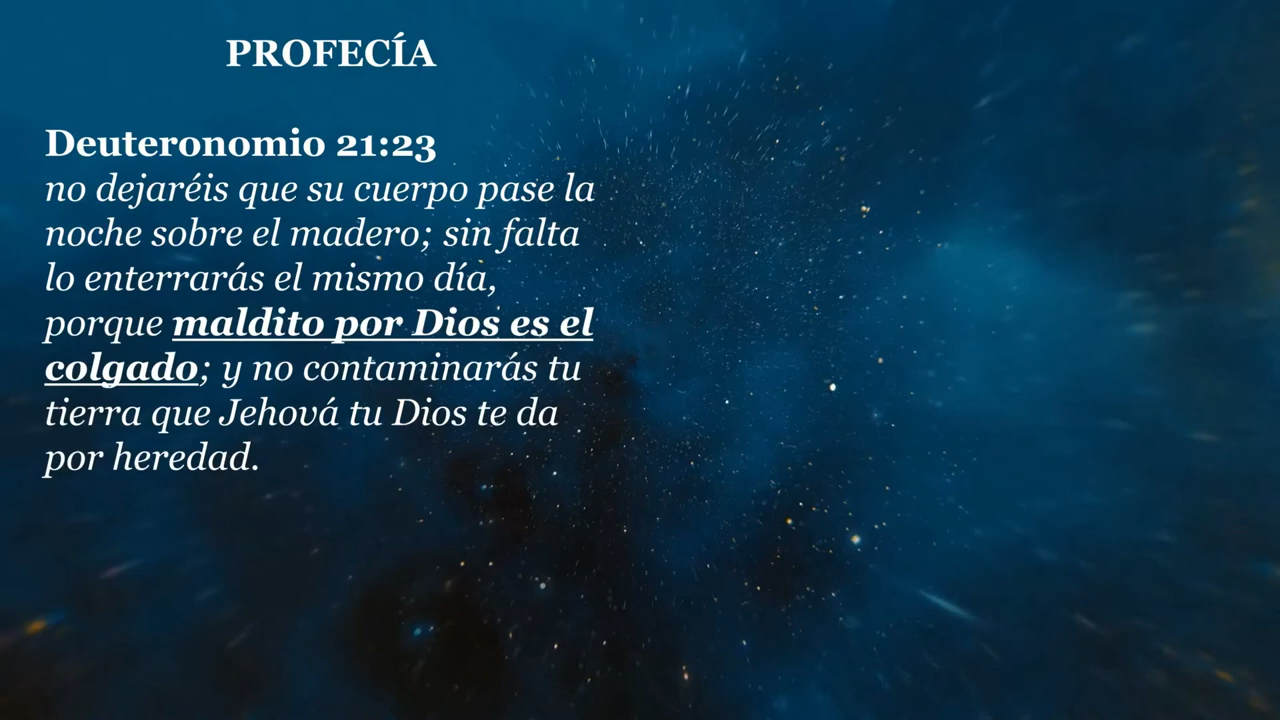 PROFECÍA
Deuteronomio 21:23
no dejaréis que su cuerpo pase la
noche sobre el madero; sin falta
lo enterrarás el mismo día,
porque maldito por Dios es el
colgado; y no contaminarás tu
tierra que Jehová tu Dios te da
por heredad.